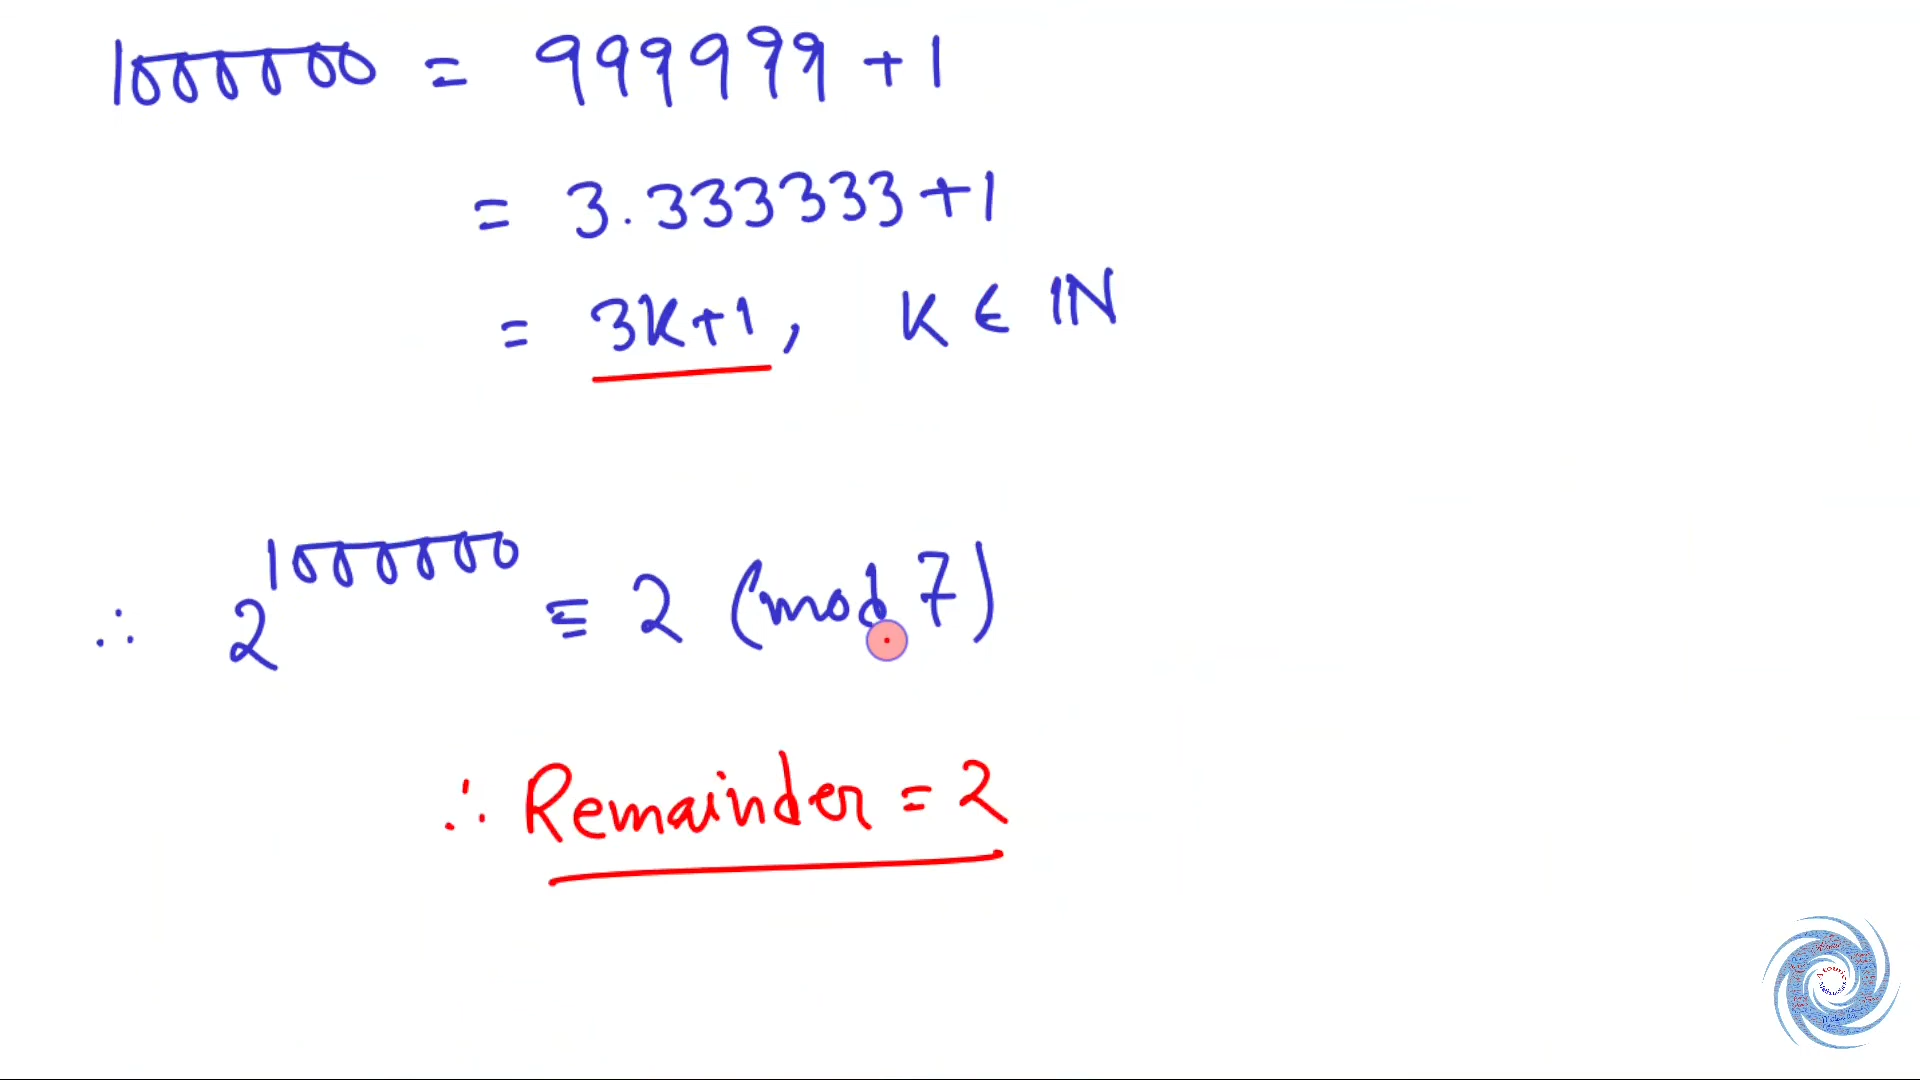 1000000 = 999999 + 1
= 3.333333 + 1
= 3K+1, K ∈ IN
∴ 2^1000000 ≡ 2 (mod 7)
∴ Remainder = 2